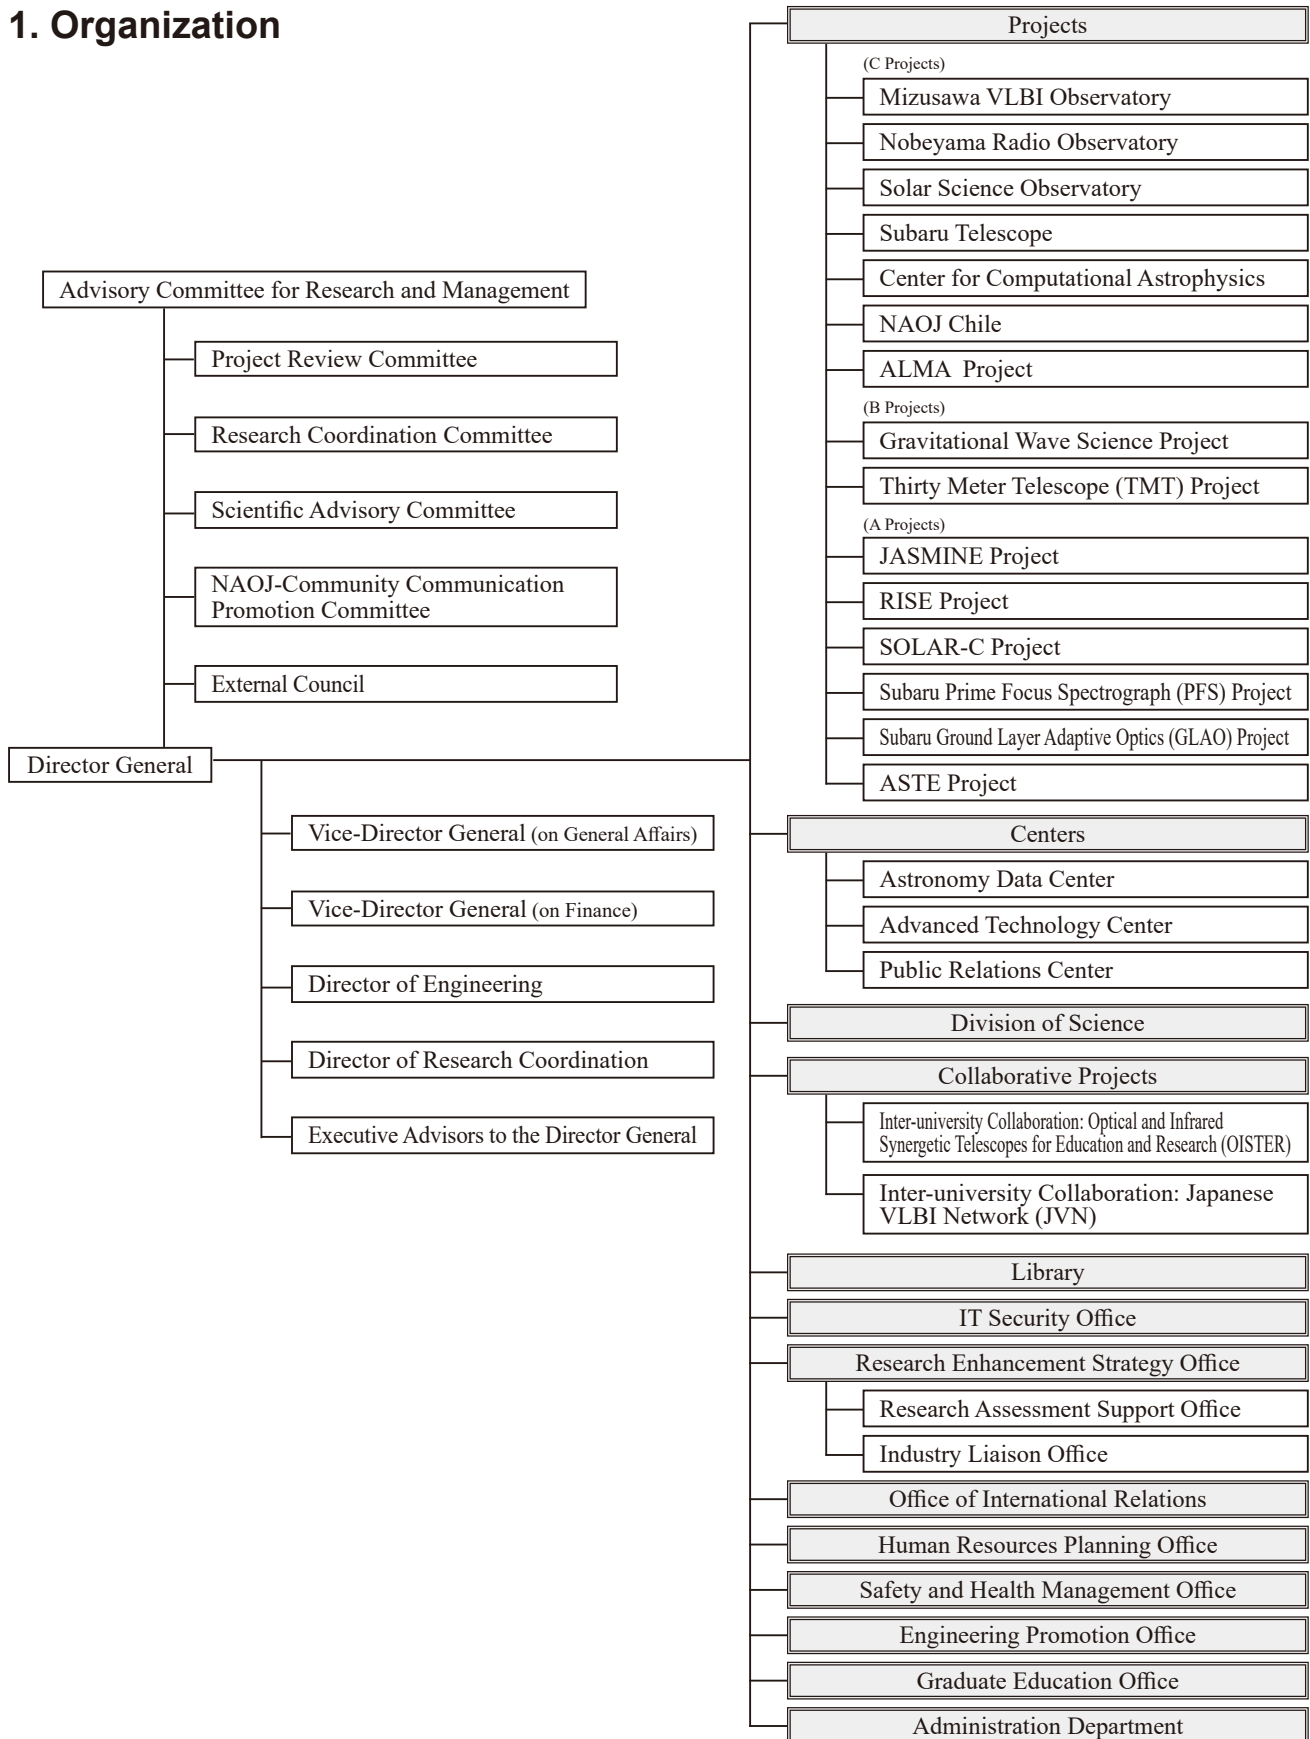 1. Organization
Advisory Committee for Research and Management
Project Review Committee
Research Coordination Committee
Scientific Advisory Committee
NAOJ-Community Communication
Promotion Committee
External Council
Director General
Vice-Director General (on General Affairs)
Vice-Director General (on Finance)
Director of Engineering
Director of Research Coordination
Executive Advisors to the Director General
Projects
(C Projects)
Mizusawa VLBI Observatory
Nobeyama Radio Observatory
Solar Science Observatory
Subaru Telescope
Center for Computational Astrophysics
NAOJ Chile
ALMA Project
(B Projects)
Gravitational Wave Science Project
Thirty Meter Telescope (TMT) Project
(A Projects)
JASMINE Project
RISE Project
SOLAR-C Project
Subaru Prime Focus Spectrograph (PFS) Project
Subaru Ground Layer Adaptive Optics (GLAO) Project
ASTE Project
Centers
Astronomy Data Center
Advanced Technology Center
Public Relations Center
Division of Science
Collaborative Projects
Inter-university Collaboration: Optical and Infrared
Synergetic Telescopes for Education and Research (OISTER)
Inter-university Collaboration: Japanese
VLBI Network (JVN)
Library
IT Security Office
Research Enhancement Strategy Office
Research Assessment Support Office
Industry Liaison Office
Office of International Relations
Human Resources Planning Office
Safety and Health Management Office
Engineering Promotion Office
Graduate Education Office
Administration Department